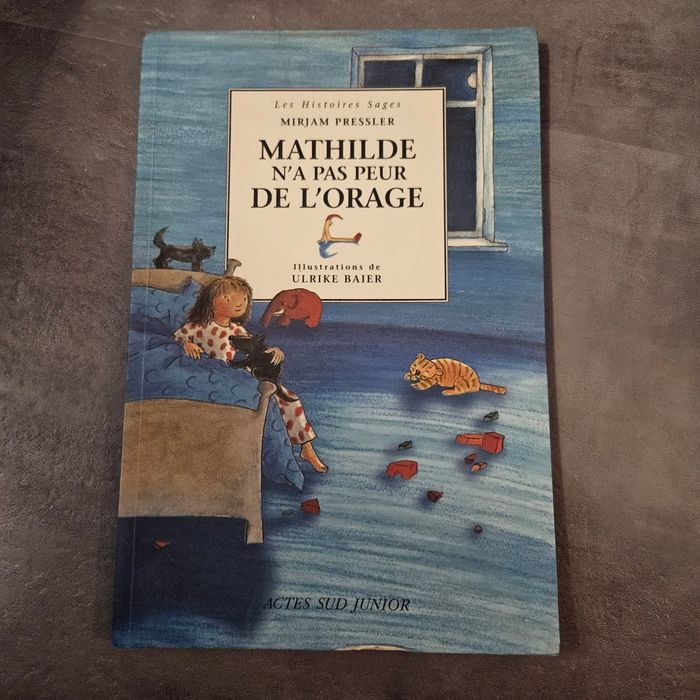 Les Histoires Sages
MIRJAM PRESSLER
MATHILDE
N'A PAS PEUR
DE L'ORAGE
Illustrations de
ULRIKE BAIER
ACTES SUD JUNIOR